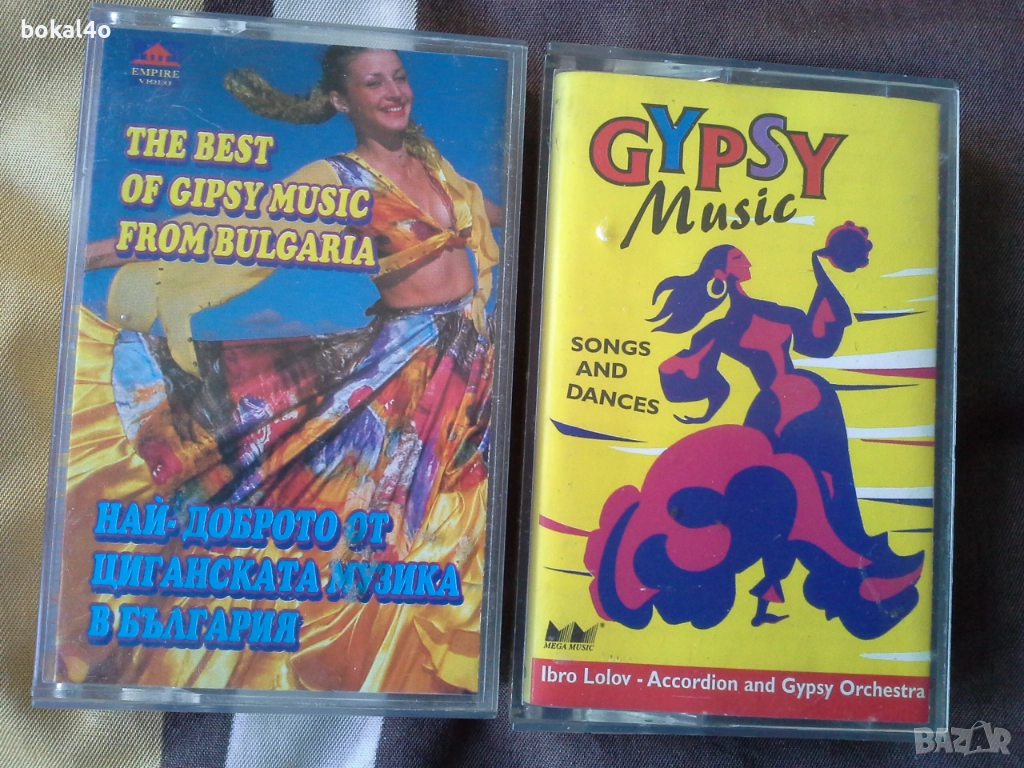 bokal4o
EMPIRE
VIDEO
THE BEST
OF GIPSY MUSIC
FROM BULGARIA
НАЙ- ДОБРОТО ОТ
ЦИГАНСКАТА МУЗИКА
В БЪЛГАРИЯ
GYPSY
Music
SONGS
AND
DANCES
MEGA MUSIC®
Ibro Lolov - Accordion and Gypsy Orchestra
BAZAR